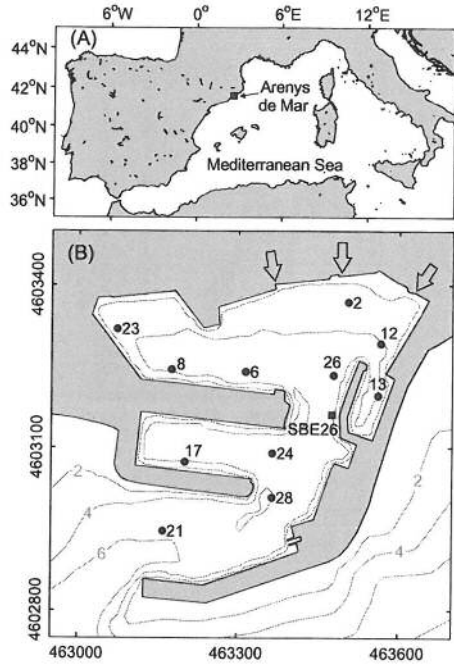 6°W 0° 6°E 12°E
44°N
(A)
42°N
Arenys
de Mar
40°N
38°N
Mediterranean Sea
36°N
(B)
4603400
2
23
12
8
6
26
13
SBE26
4603100
17
24
2
2
28
4
4
21
6
4602800
463000 463300 463600